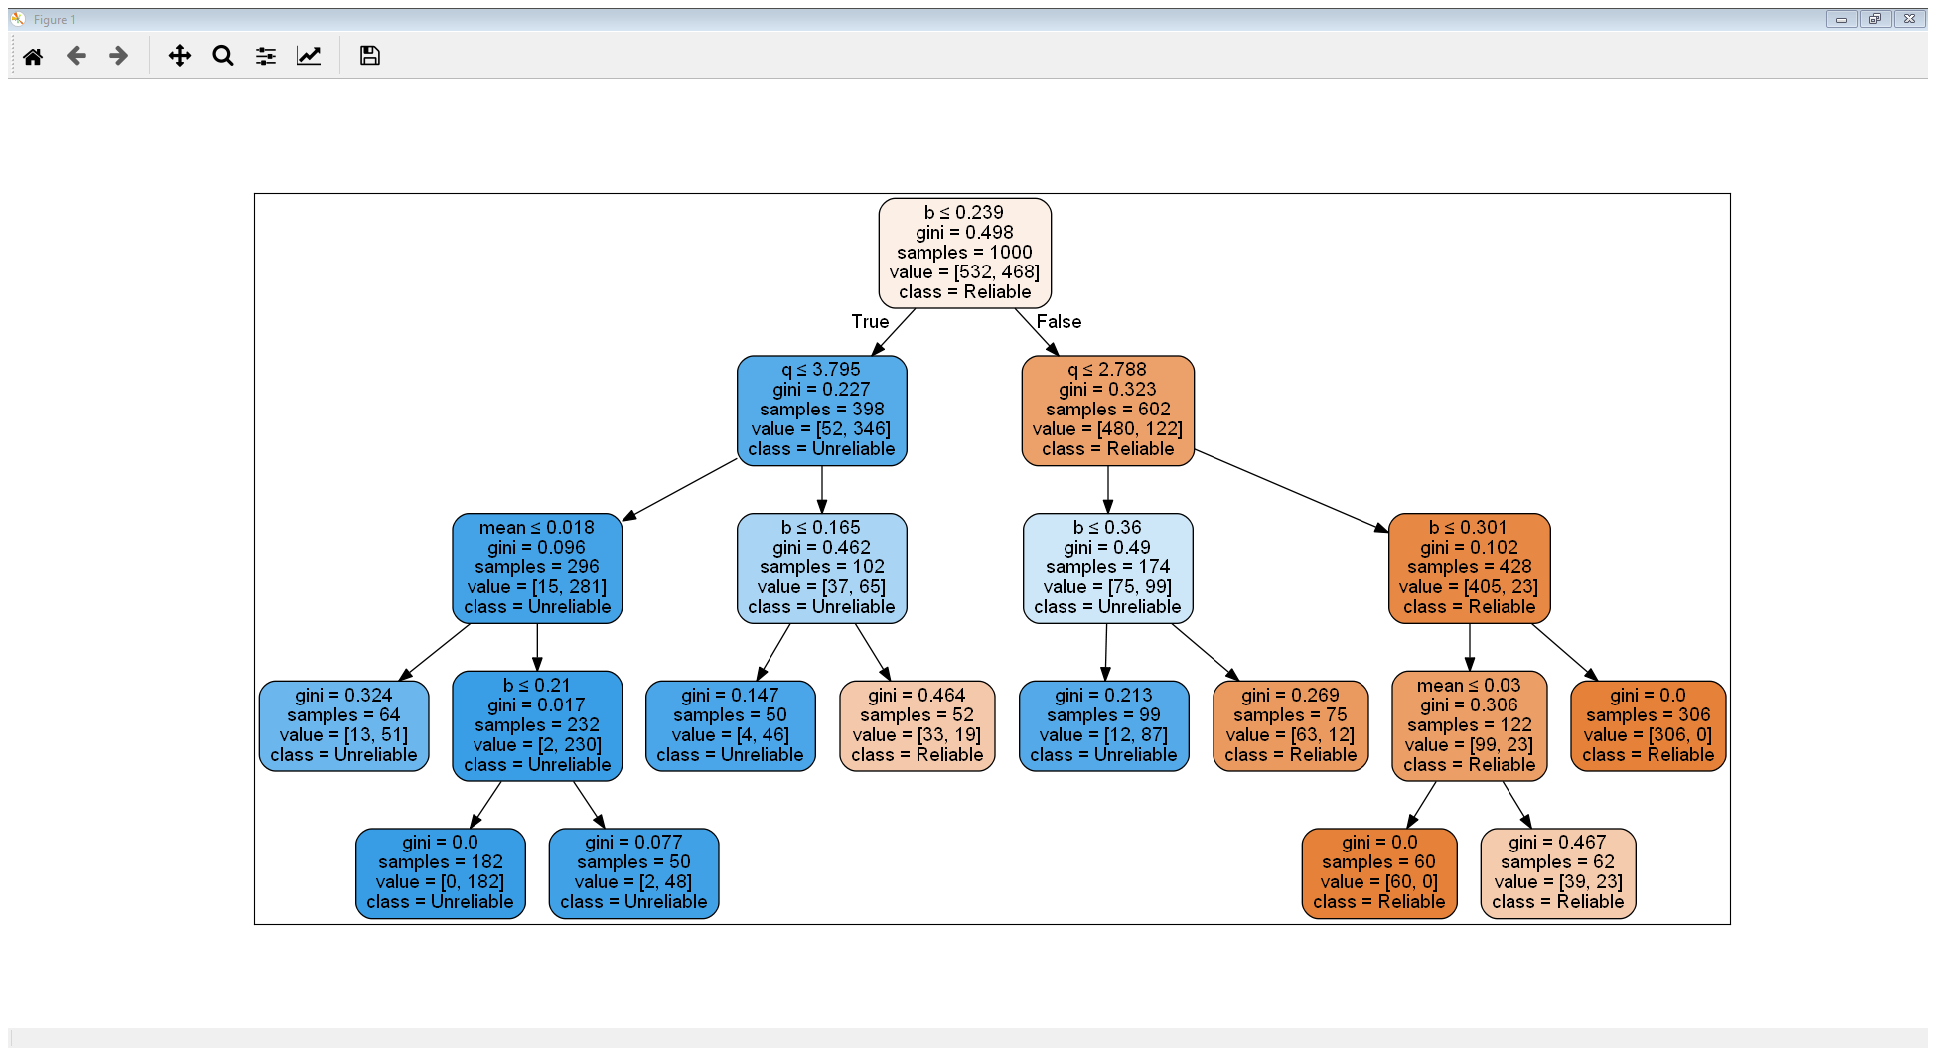 Figure 1
b ≤ 0.239
gini = 0.498
samples = 1000
value = [532, 468]
class = Reliable
True
False
q ≤ 3.795
gini = 0.227
samples = 398
value = [52, 346]
class = Unreliable
q ≤ 2.788
gini = 0.323
samples = 602
value = [480, 122]
class = Reliable
mean ≤ 0.018
gini = 0.096
samples = 296
value = [15, 281]
class = Unreliable
b ≤ 0.165
gini = 0.462
samples = 102
value = [37, 65]
class = Unreliable
b ≤ 0.36
gini = 0.49
samples = 174
value = [75, 99]
class = Unreliable
b ≤ 0.301
gini = 0.102
samples = 428
value = [405, 23]
class = Reliable
gini = 0.324
samples = 64
value = [13, 51]
class = Unreliable
b ≤ 0.21
gini = 0.017
samples = 232
value = [2, 230]
class = Unreliable
gini = 0.147
samples = 50
value = [4, 46]
class = Unreliable
gini = 0.464
samples = 52
value = [33, 19]
class = Reliable
gini = 0.213
samples = 99
value = [12, 87]
class = Unreliable
gini = 0.269
samples = 75
value = [63, 12]
class = Reliable
mean ≤ 0.03
gini = 0.306
samples = 122
value = [99, 23]
class = Reliable
gini = 0.0
samples = 306
value = [306, 0]
class = Reliable
gini = 0.0
samples = 182
value = [0, 182]
class = Unreliable
gini = 0.077
samples = 50
value = [2, 48]
class = Unreliable
gini = 0.0
samples = 60
value = [60, 0]
class = Reliable
gini = 0.467
samples = 62
value = [39, 23]
class = Reliable